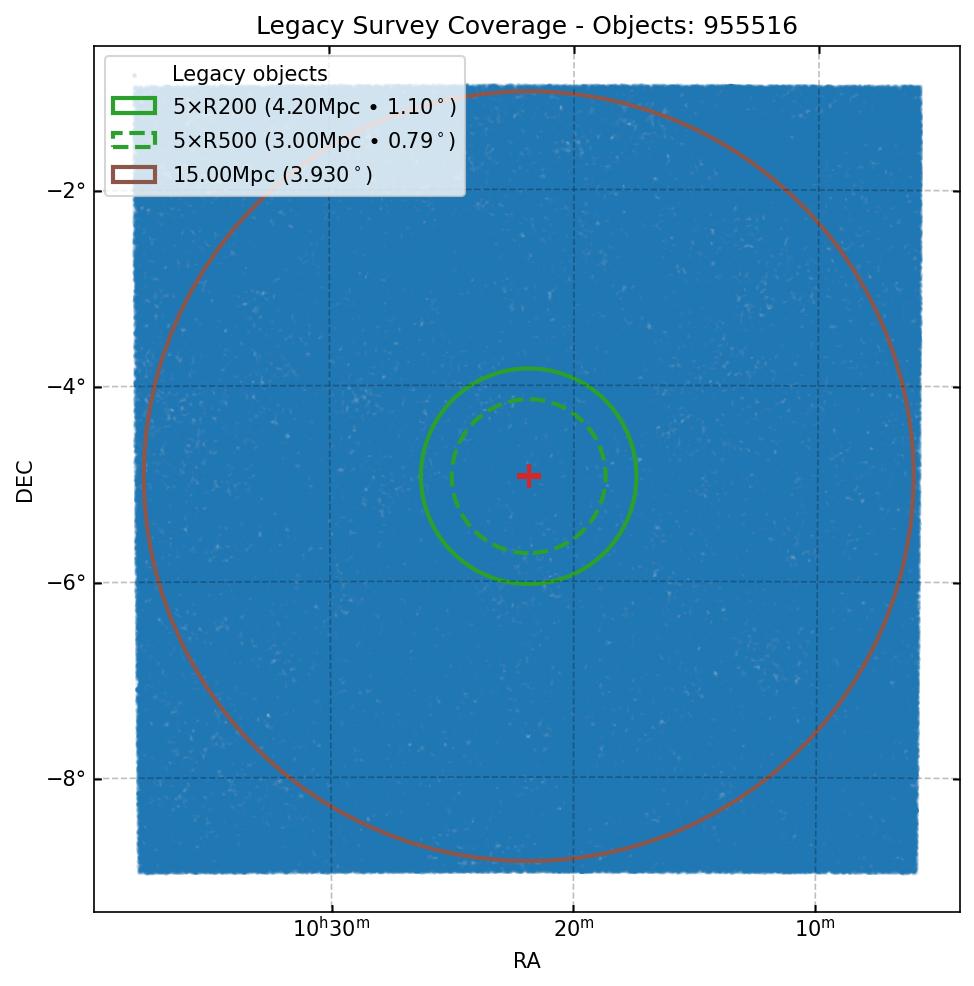 Legacy Survey Coverage - Objects: 955516
Legacy objects
5×R200 (4.20Mpc • 1.10°)
5×R500 (3.00Mpc • 0.79°)
15.00Mpc (3.930°)
−2°
−4°
−6°
−8°
DEC
10h30m
20m
10m
RA